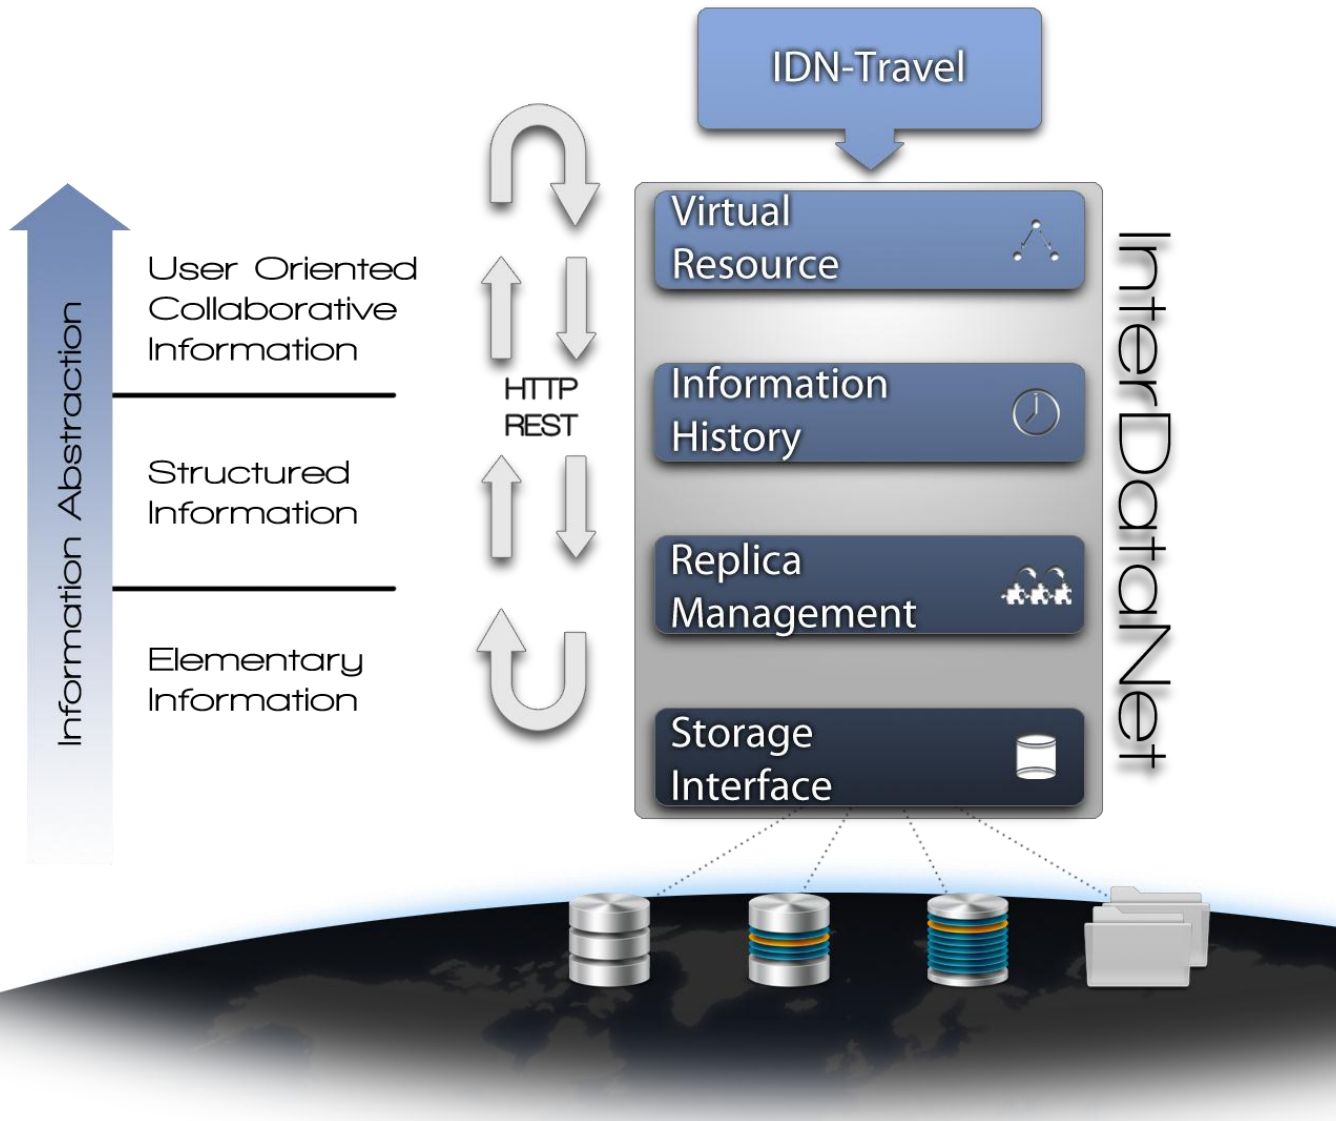 IDN-Travel
Virtual
Resource
User Oriented
Collaborative
Information
HTTP
REST
Information
History
Structured
Information
Replica
Management
Elementary
Information
Storage
Interface
Information Abstraction
InterDataNet